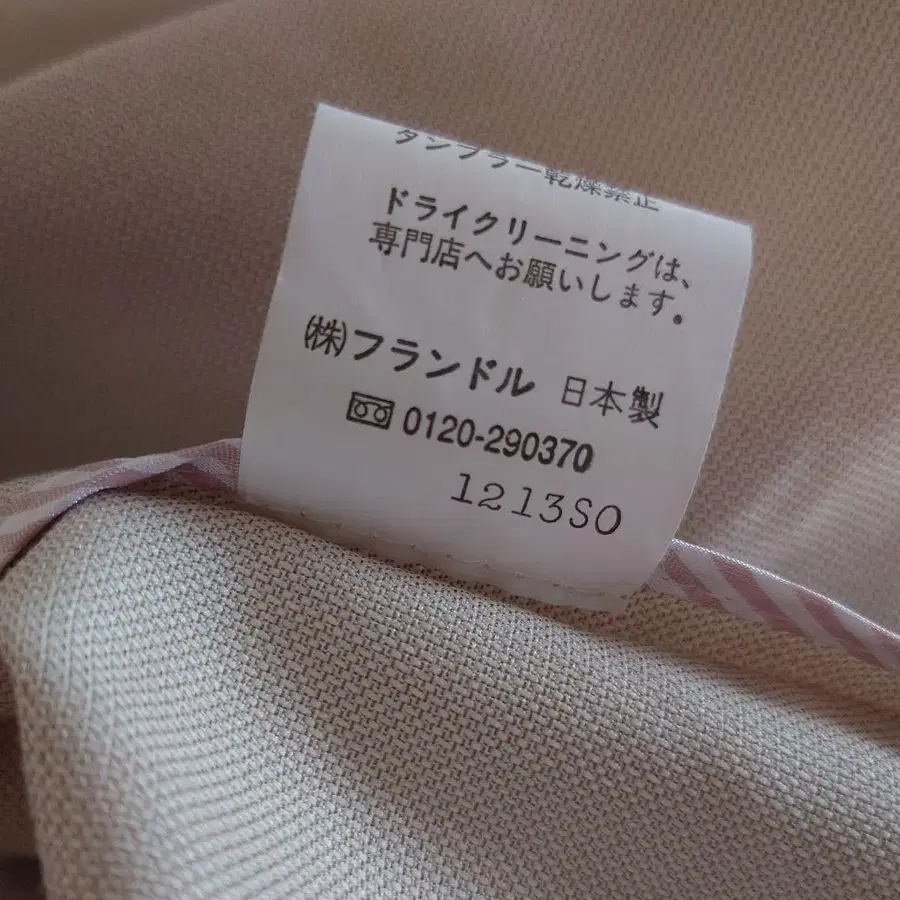 タンブラー乾燥禁止
ドライクリーニングは、
専門店へお願いします。
㈱フランドル 日本製
0120-290370
1213SO